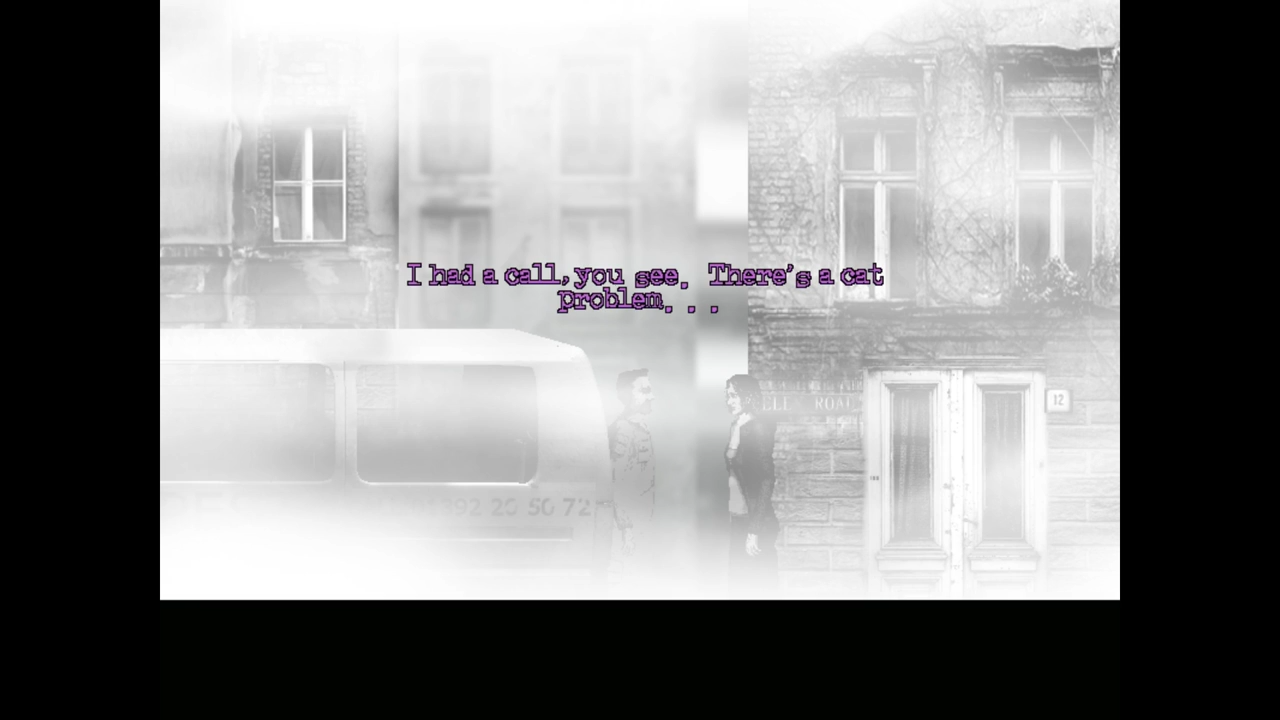 I had a call, you see. There's a cat
problem...
ROAD
12
01392 20 50 72